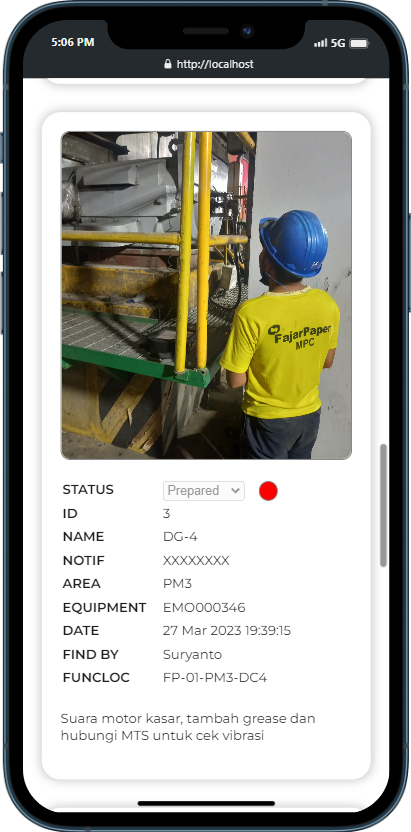 5:06 PM
5G
http://localhost
FajarPaper
MPC
STATUS Prepared
ID 3
NAME DG-4
NOTIF XXXXXXXX
AREA PM3
EQUIPMENT EMO000346
DATE 27 Mar 2023 19:39:15
FIND BY Suryanto
FUNCLOC FP-01-PM3-DC4
Suara motor kasar, tambah grease dan
hubungi MTS untuk cek vibrasi